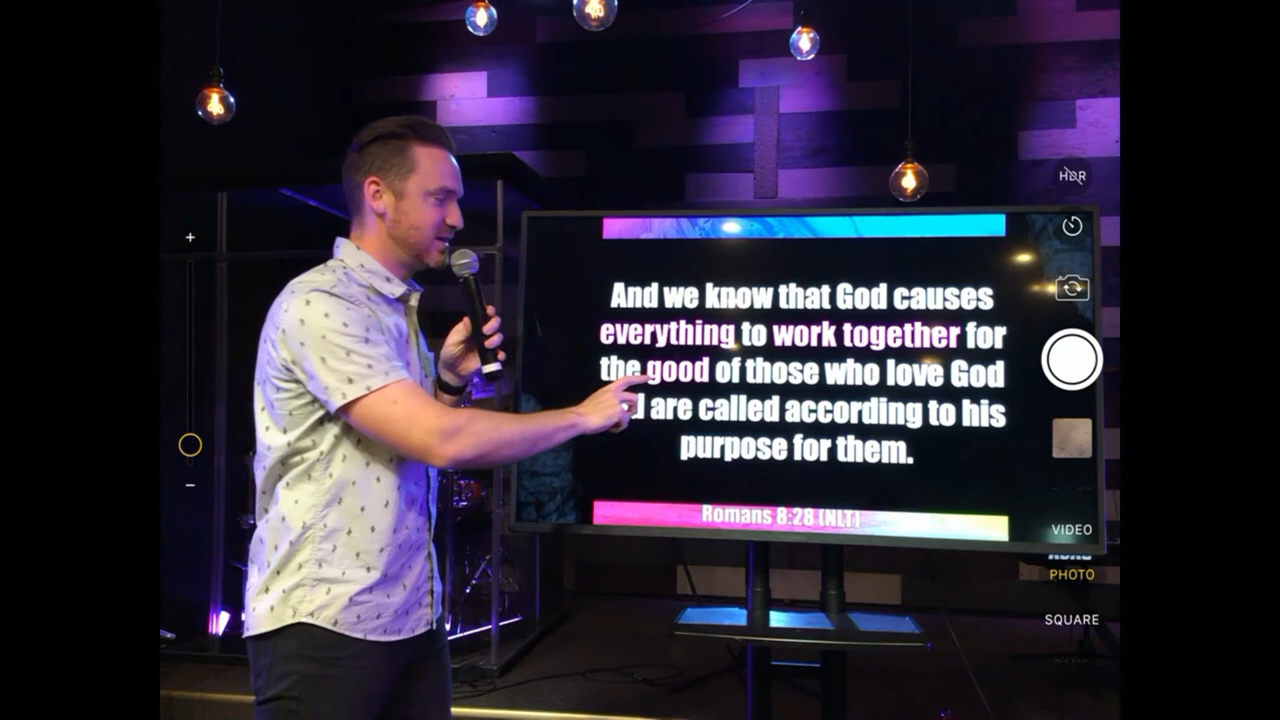 HDR
And we know that God causes
everything to work together for
the good of those who love God
are called according to his
purpose for them.
Romans 8:28 (NLT)
VIDEO
PHOTO
SQUARE